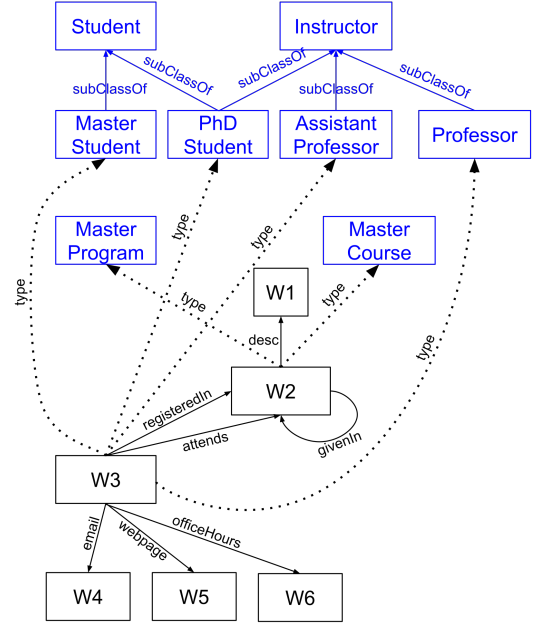 Student
Instructor
subClassOf
subClassOf
subClassOf
subClassOf
subClassOf
Master
Student
PhD
Student
Assistant
Professor
Professor
type
type
type
type
Master
Program
Master
Course
type
type
W1
desc
W2
registeredIn
attends
givenIn
W3
email
webpage
officeHours
W4
W5
W6